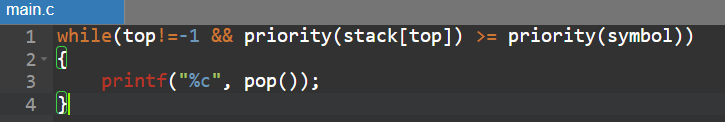 main.c
1 while(top!=-1 && priority(stack[top]) >= priority(symbol))
2 {
3     printf("%c", pop());
4 }